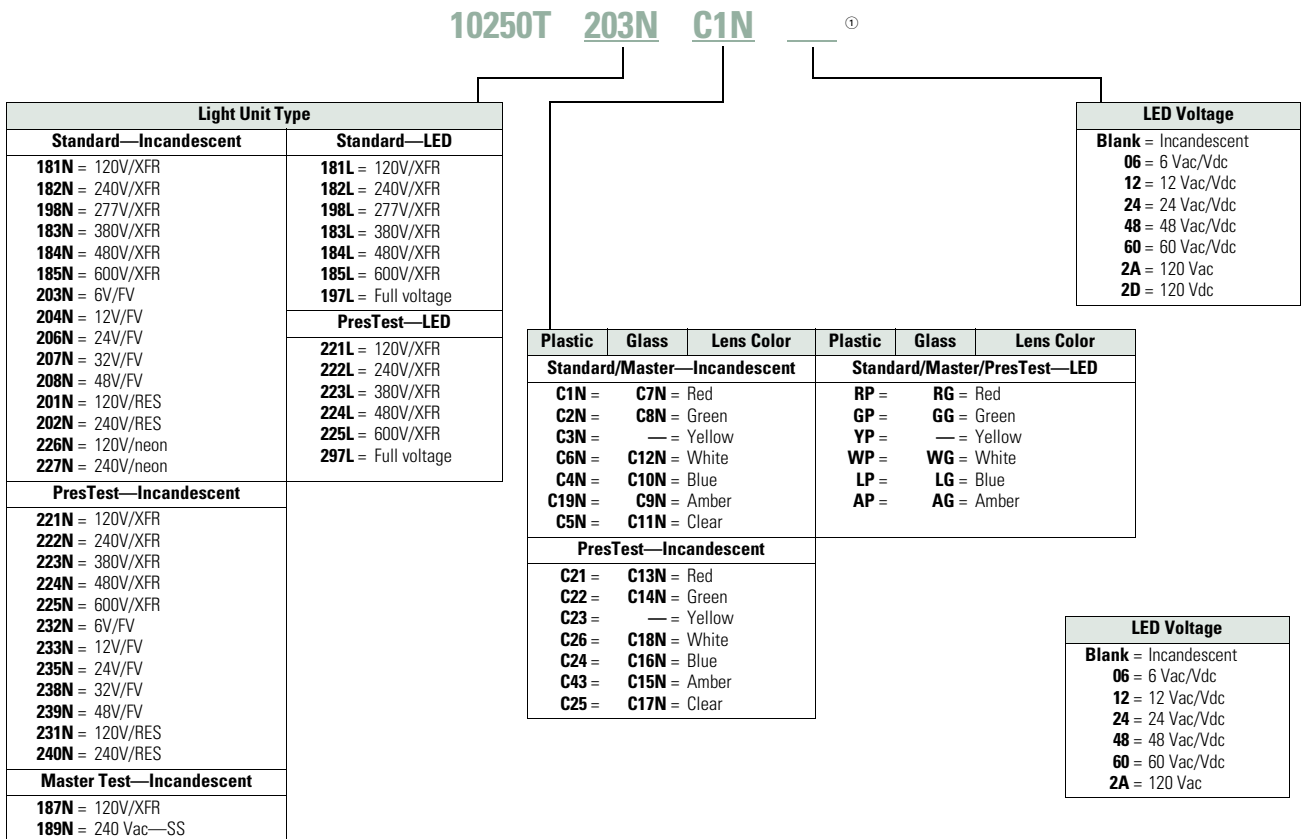 10250T 203N C1N ___ ①
Light Unit Type
Standard—Incandescent
181N = 120V/XFR
182N = 240V/XFR
198N = 277V/XFR
183N = 380V/XFR
184N = 480V/XFR
185N = 600V/XFR
203N = 6V/FV
204N = 12V/FV
206N = 24V/FV
207N = 32V/FV
208N = 48V/FV
201N = 120V/RES
202N = 240V/RES
226N = 120V/neon
227N = 240V/neon
PresTest—Incandescent
221N = 120V/XFR
222N = 240V/XFR
223N = 380V/XFR
224N = 480V/XFR
225N = 600V/XFR
232N = 6V/FV
233N = 12V/FV
235N = 24V/FV
238N = 32V/FV
239N = 48V/FV
231N = 120V/RES
240N = 240V/RES
Master Test—Incandescent
187N = 120V/XFR
189N = 240 Vac—SS
Standard—LED
181L = 120V/XFR
182L = 240V/XFR
198L = 277V/XFR
183L = 380V/XFR
184L = 480V/XFR
185L = 600V/XFR
197L = Full voltage
PresTest—LED
221L = 120V/XFR
222L = 240V/XFR
223L = 380V/XFR
224L = 480V/XFR
225L = 600V/XFR
297L = Full voltage
Plastic Glass Lens Color
Standard/Master—Incandescent
C1N = C7N = Red
C2N = C8N = Green
C3N = — = Yellow
C6N = C12N = White
C4N = C10N = Blue
C19N = C9N = Amber
C5N = C11N = Clear
PresTest—Incandescent
C21 = C13N = Red
C22 = C14N = Green
C23 = — = Yellow
C26 = C18N = White
C24 = C16N = Blue
C43 = C15N = Amber
C25 = C17N = Clear
Plastic Glass Lens Color
Standard/Master/PresTest—LED
RP = RG = Red
GP = GG = Green
YP = — = Yellow
WP = WG = White
LP = LG = Blue
AP = AG = Amber
LED Voltage
Blank = Incandescent
06 = 6 Vac/Vdc
12 = 12 Vac/Vdc
24 = 24 Vac/Vdc
48 = 48 Vac/Vdc
60 = 60 Vac/Vdc
2A = 120 Vac
2D = 120 Vdc
LED Voltage
Blank = Incandescent
06 = 6 Vac/Vdc
12 = 12 Vac/Vdc
24 = 24 Vac/Vdc
48 = 48 Vac/Vdc
60 = 60 Vac/Vdc
2A = 120 Vac